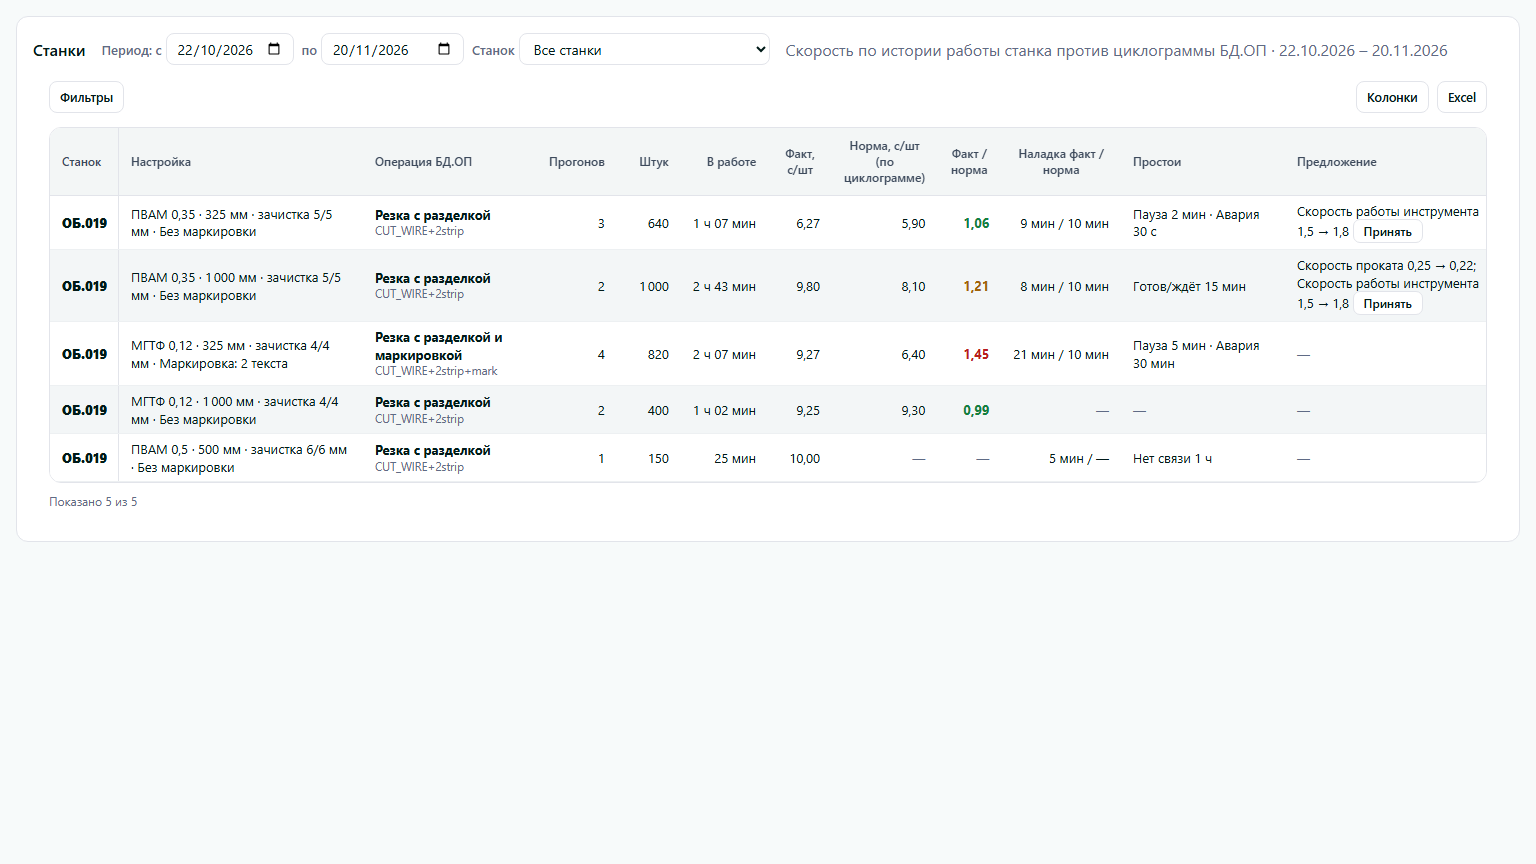 Станки Период: с 22/10/2026 по 20/11/2026 Станок Все станки Скорость по истории работы станка против циклограммы БД.ОП · 22.10.2026 – 20.11.2026
Фильтры Колонки Excel
Станок Настройка Операция БД.ОП Прогонов Штук В работе Факт, с/шт Норма, с/шт (по циклограмме) Факт / норма Наладка факт / норма Простои Предложение
ОБ.019 ПВАМ 0,35 · 325 мм · зачистка 5/5 мм · Без маркировки Резка с разделкой CUT_WIRE+2strip 3 640 1 ч 07 мин 6,27 5,90 1,06 9 мин / 10 мин Пауза 2 мин · Авария 30 с Скорость работы инструмента 1,5 → 1,8 Принять
ОБ.019 ПВАМ 0,35 · 1 000 мм · зачистка 5/5 мм · Без маркировки Резка с разделкой CUT_WIRE+2strip 2 1 000 2 ч 43 мин 9,80 8,10 1,21 8 мин / 10 мин Готов/ждёт 15 мин Скорость проката 0,25 → 0,22; Скорость работы инструмента 1,5 → 1,8 Принять
ОБ.019 МГТФ 0,12 · 325 мм · зачистка 4/4 мм · Маркировка: 2 текста Резка с разделкой и маркировкой CUT_WIRE+2strip+mark 4 820 2 ч 07 мин 9,27 6,40 1,45 21 мин / 10 мин Пауза 5 мин · Авария 30 мин —
ОБ.019 МГТФ 0,12 · 1 000 мм · зачистка 4/4 мм · Без маркировки Резка с разделкой CUT_WIRE+2strip 2 400 1 ч 02 мин 9,25 9,30 0,99 — — —
ОБ.019 ПВАМ 0,5 · 500 мм · зачистка 6/6 мм · Без маркировки Резка с разделкой CUT_WIRE+2strip 1 150 25 мин 10,00 — — 5 мин / — Нет связи 1 ч —
Показано 5 из 5